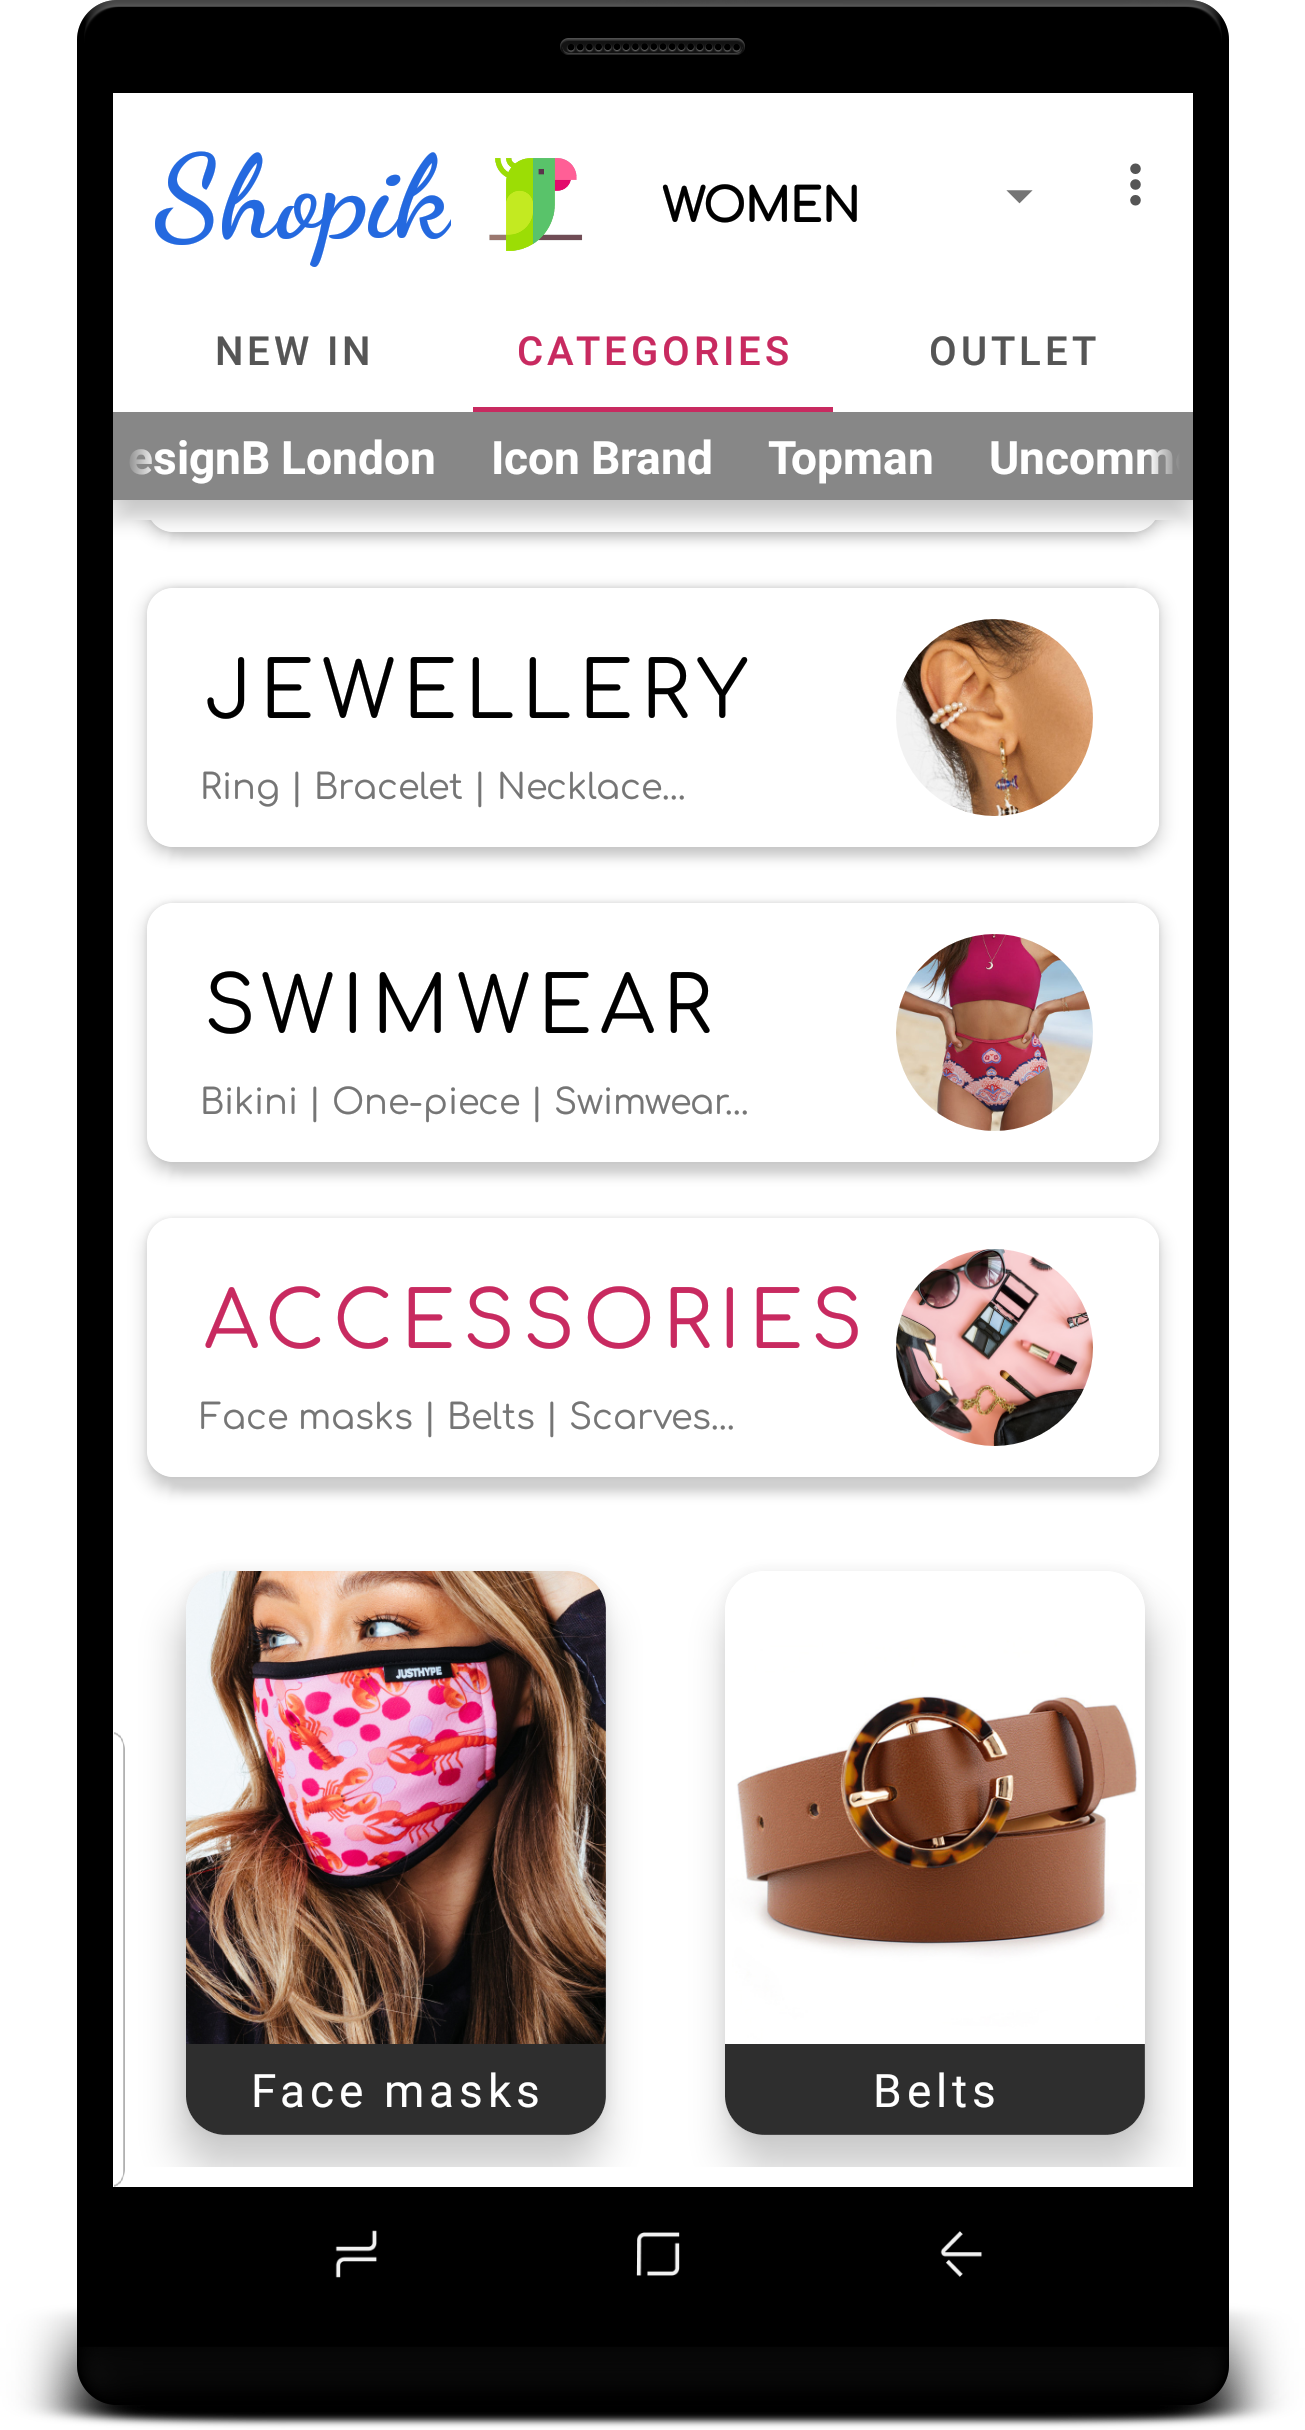 Shopik WOMEN
NEW IN CATEGORIES OUTLET
esignB London Icon Brand Topman Uncomm
JEWELLERY
Ring | Bracelet | Necklace...
SWIMWEAR
Bikini | One-piece | Swimwear...
ACCESSORIES
Face masks | Belts | Scarves...
JUSTHYPE
Face masks Belts